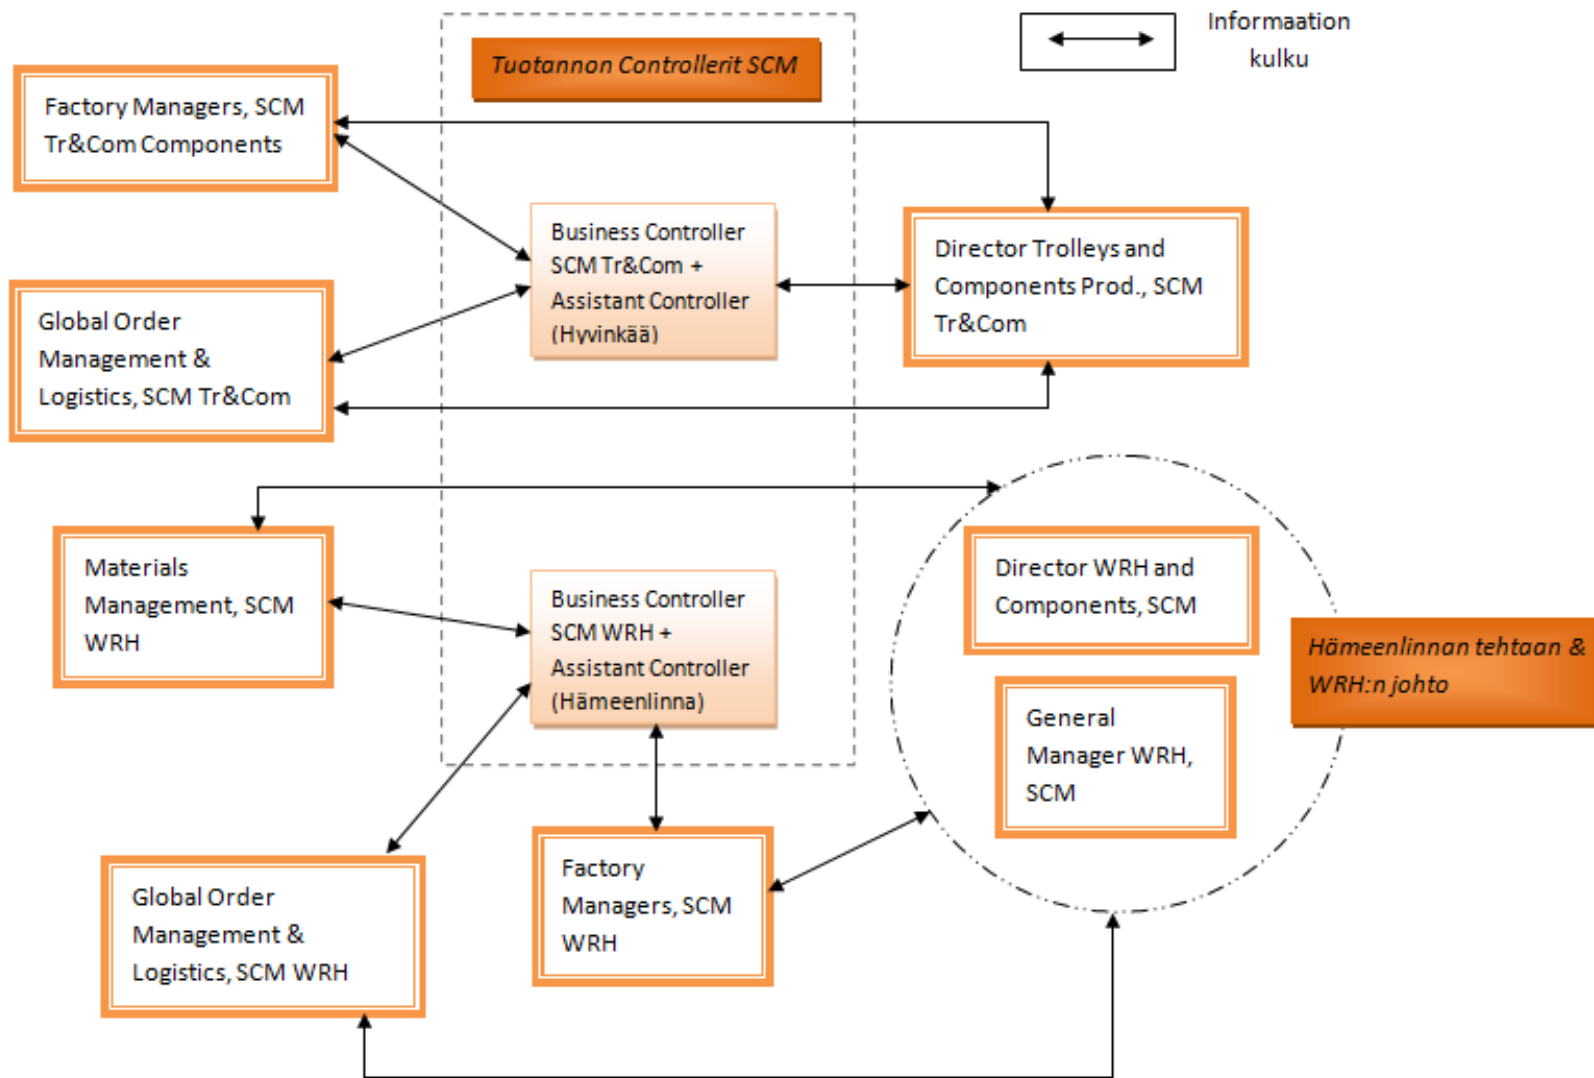 Informaation
kulku
Tuotannon Controllerit SCM
Factory Managers, SCM
Tr&Com Components
Business Controller
SCM Tr&Com +
Assistant Controller
(Hyvinkää)
Director Trolleys and
Components Prod., SCM
Tr&Com
Global Order
Management &
Logistics, SCM Tr&Com
Materials
Management, SCM
WRH
Business Controller
SCM WRH +
Assistant Controller
(Hämeenlinna)
Director WRH and
Components, SCM
Hämeenlinnan tehtaan &
WRH:n johto
General
Manager WRH,
SCM
Global Order
Management &
Logistics, SCM WRH
Factory
Managers, SCM
WRH